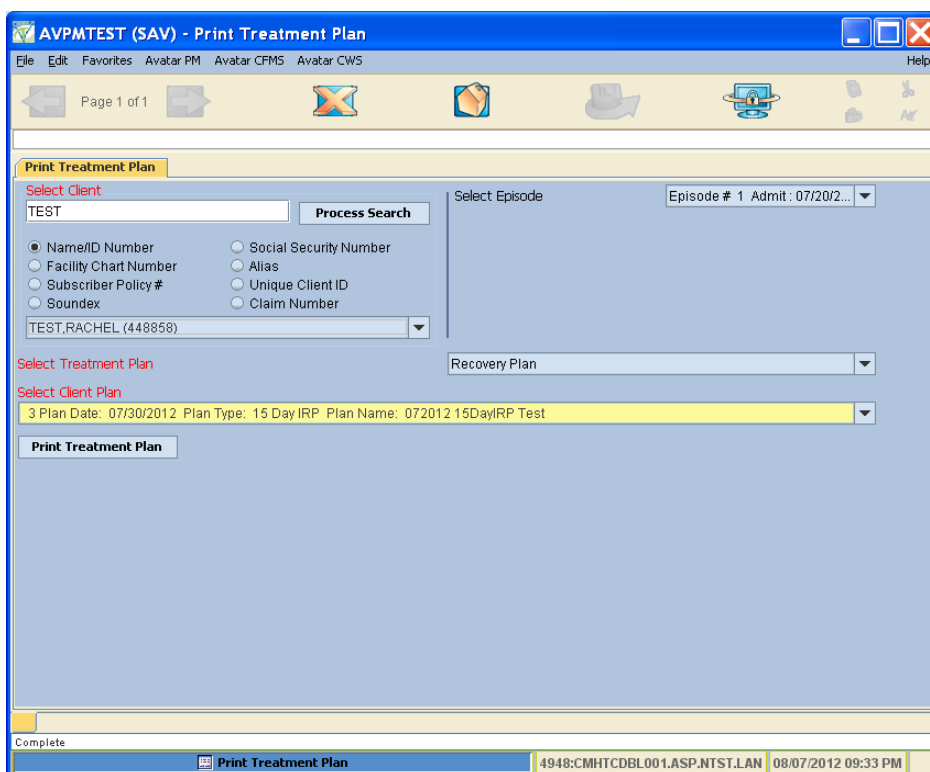 AVPMTEST (SAV) - Print Treatment Plan
File Edit Favorites Avatar PM Avatar CFMS Avatar CWS Help
Page 1 of 1
Print Treatment Plan
Select Client
TEST
Process Search
Select Episode
Episode # 1 Admit : 07/20/2...
Name/ID Number
Social Security Number
Facility Chart Number
Alias
Subscriber Policy #
Unique Client ID
Soundex
Claim Number
TEST,RACHEL (448858)
Select Treatment Plan
Recovery Plan
Select Client Plan
3 Plan Date: 07/30/2012 Plan Type: 15 Day IRP Plan Name: 072012 15DayIRP Test
Print Treatment Plan
Complete
Print Treatment Plan
4948:CMHTCDBL001.ASP.NTST.LAN
08/07/2012 09:33 PM